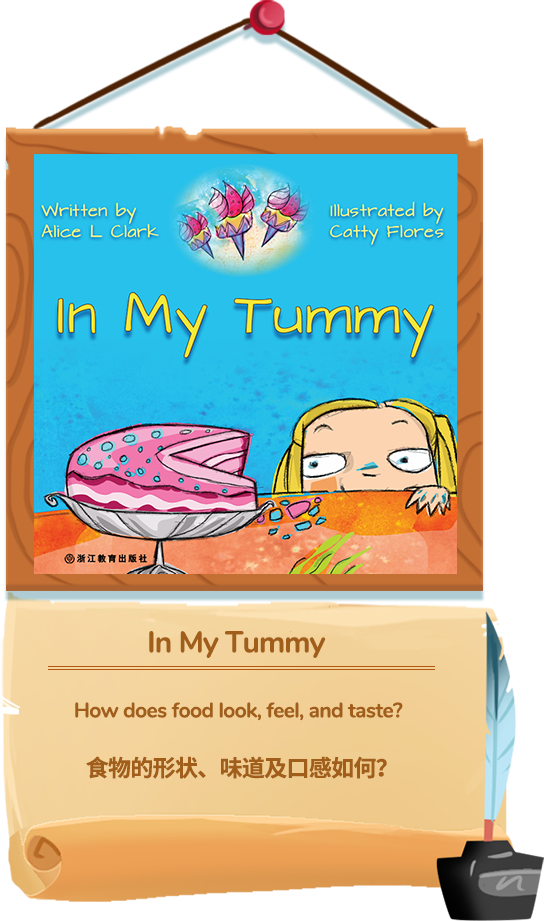 Written by
Alice L Clark
Illustrated by
Catty Flores
In My Tummy
浙江教育出版社
In My Tummy
How does food look, feel, and taste?
食物的形状、味道及口感如何?